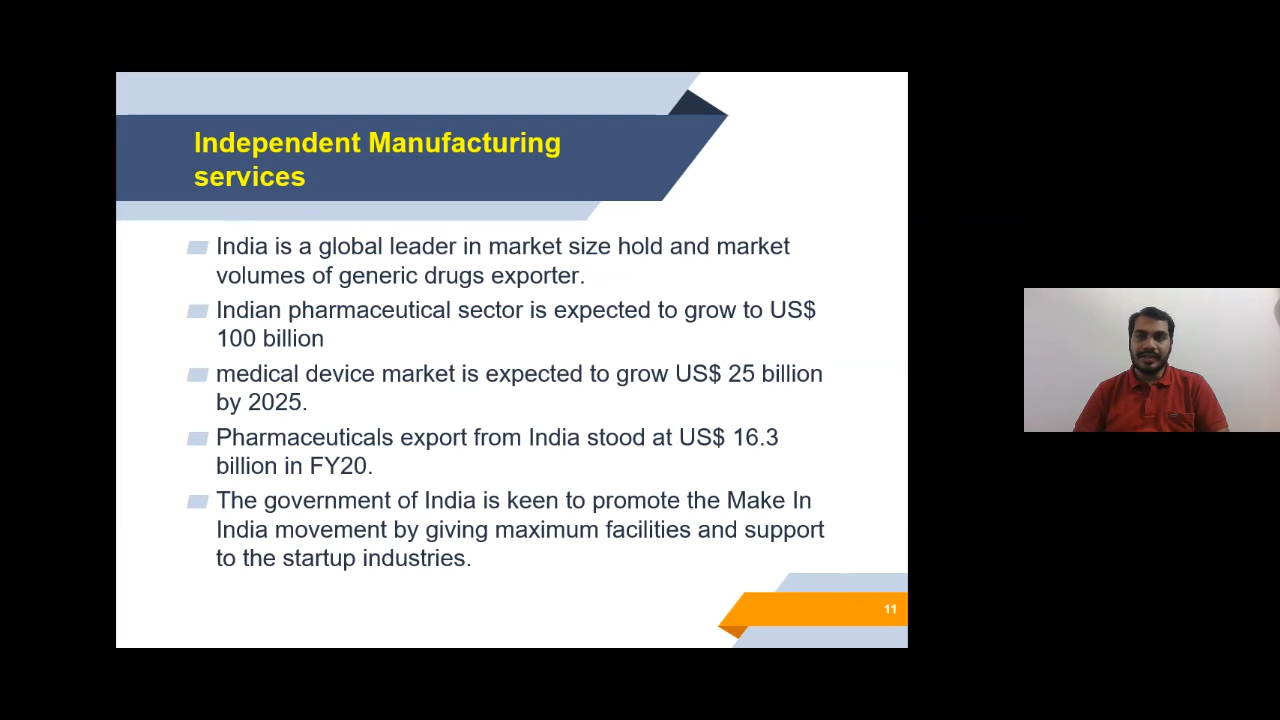 Independent Manufacturing
services
India is a global leader in market size hold and market
volumes of generic drugs exporter.
Indian pharmaceutical sector is expected to grow to US$
100 billion
medical device market is expected to grow US$ 25 billion
by 2025.
Pharmaceuticals export from India stood at US$ 16.3
billion in FY20.
The government of India is keen to promote the Make In
India movement by giving maximum facilities and support
to the startup industries.
11